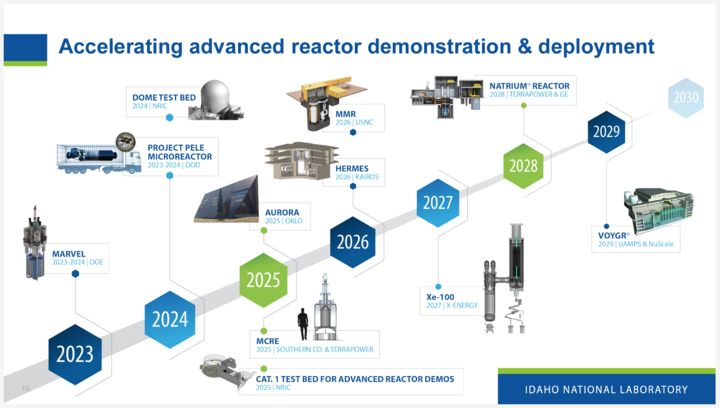 Accelerating advanced reactor demonstration & deployment
DOME TEST BED
2024 | NRIC
PROJECT PELE
MICROREACTOR
2023-2024 | DOD
MARVEL
2023-2024 | DOE
MMR
2026 | USNC
HERMES
2026 | KAIROS
AURORA
2025 | OKLO
NATRIUM® REACTOR
2028 | TERRAPOWER & GE
VOYGR®
2029 | UAMPS & NuScale
Xe-100
2027 | X-ENERGY
MCRE
2025 | SOUTHERN CO. & TERRAPOWER
CAT. 1 TEST BED FOR ADVANCED REACTOR DEMOS
2025 | NRIC
2023
2024
2025
2026
2027
2028
2029
2030
18
IDAHO NATIONAL LABORATORY